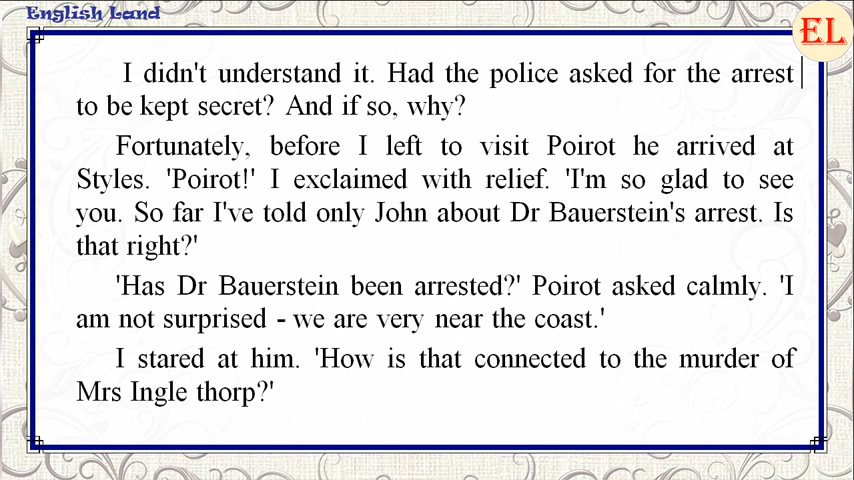 English Land
EL
I didn't understand it. Had the police asked for the arrest
to be kept secret? And if so, why?
Fortunately, before I left to visit Poirot he arrived at
Styles. 'Poirot!' I exclaimed with relief. 'I'm so glad to see
you. So far I've told only John about Dr Bauerstein's arrest. Is
that right?'
'Has Dr Bauerstein been arrested?' Poirot asked calmly. 'I
am not surprised - we are very near the coast.'
I stared at him. 'How is that connected to the murder of
Mrs Ingle thorp?'